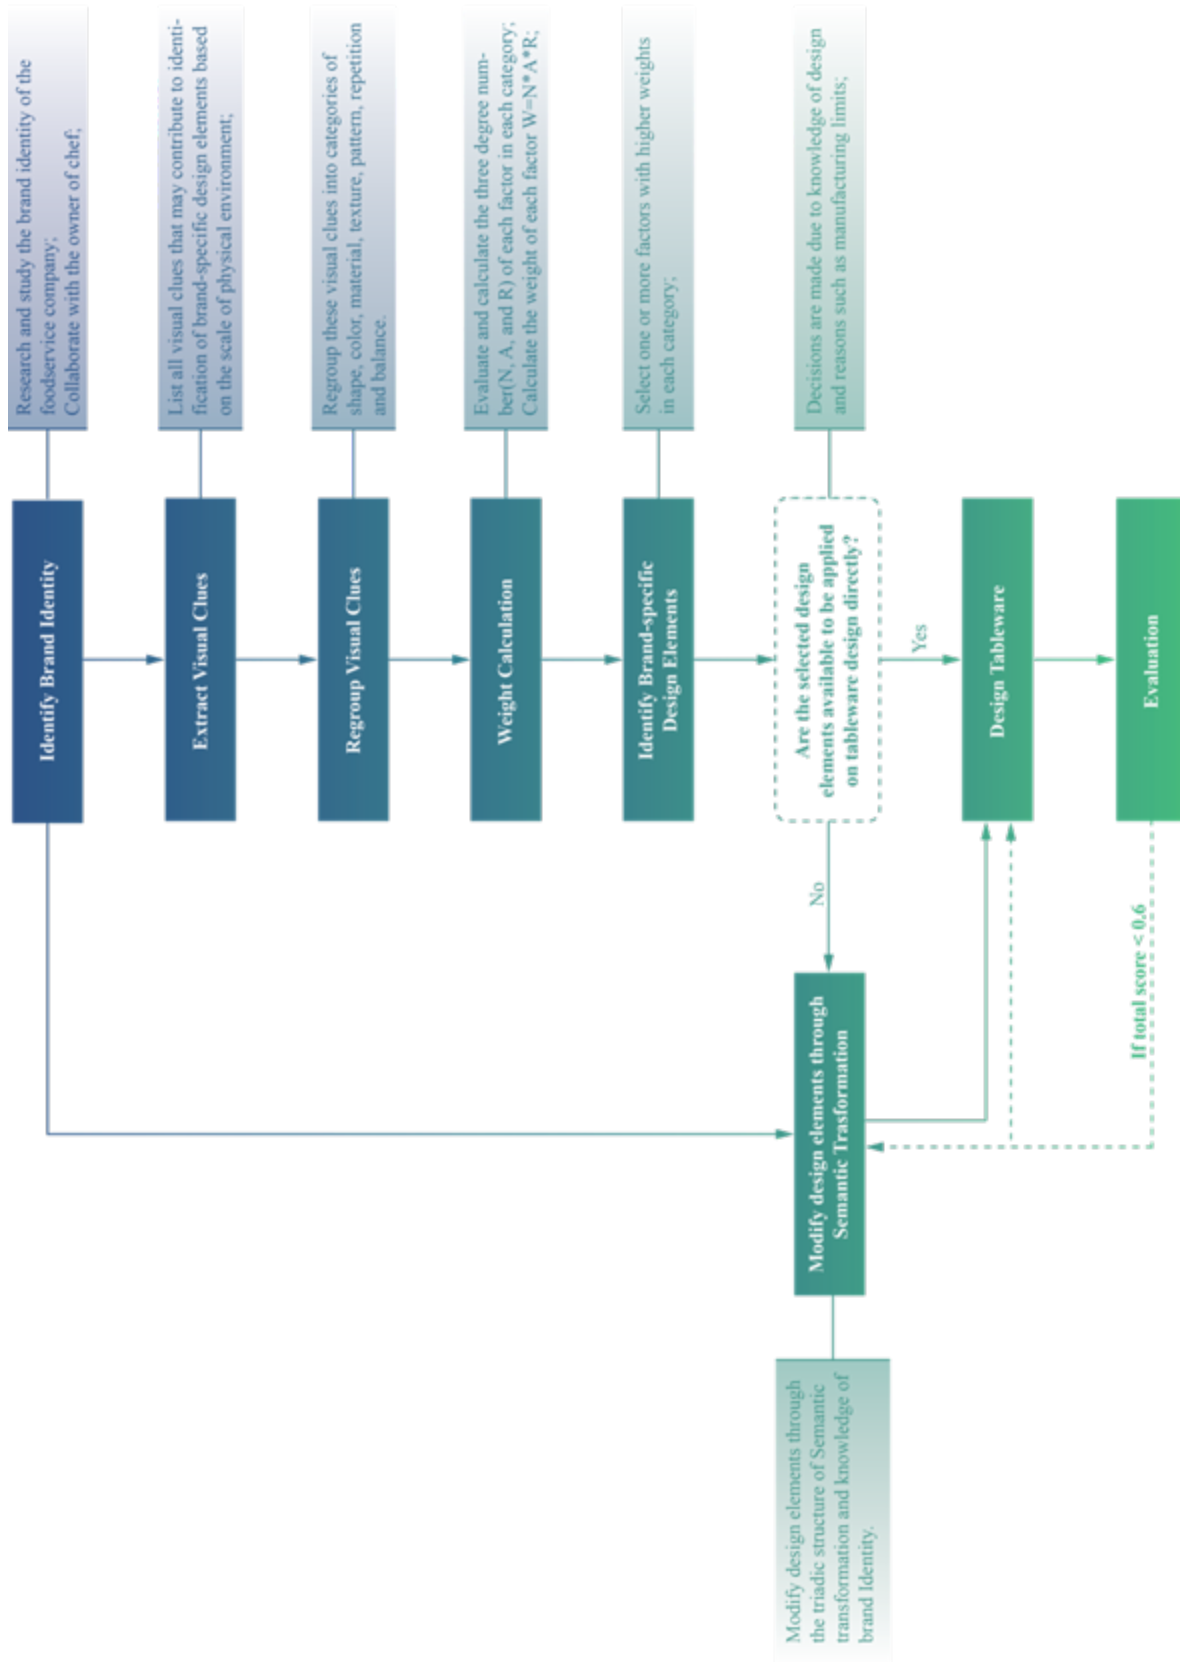 Research and study the brand identity of the
foodservice company;
Collaborate with the owner of chef;
Identify Brand Identity
List all visual clues that may contribute to identi-
fication of brand-specific design elements based
on the scale of physical environment;
Extract Visual Clues
Regroup these visual clues into categories of
shape, color, material, texture, pattern, repetition
and balance.
Regroup Visual Clues
Evaluate and calculate the three degree num-
ber(N, A, and R) of each factor in each category;
Calculate the weight of each factor W=N*A*R;
Weight Calculation
Select one or more factors with higher weights
in each category;
Identify Brand-specific
Design Elements
Decisions are made due to knowledge of design
and reasons such as manufacturing limits;
Are the selected design
elements available to be applied
on tableware design directly?
No
Yes
Modify design elements through
Semantic Trasformation
Modify design elements through
the triadic structure of Semantic
transformation and knowledge of
brand Identity.
Design Tableware
Evaluation
If total score < 0.6